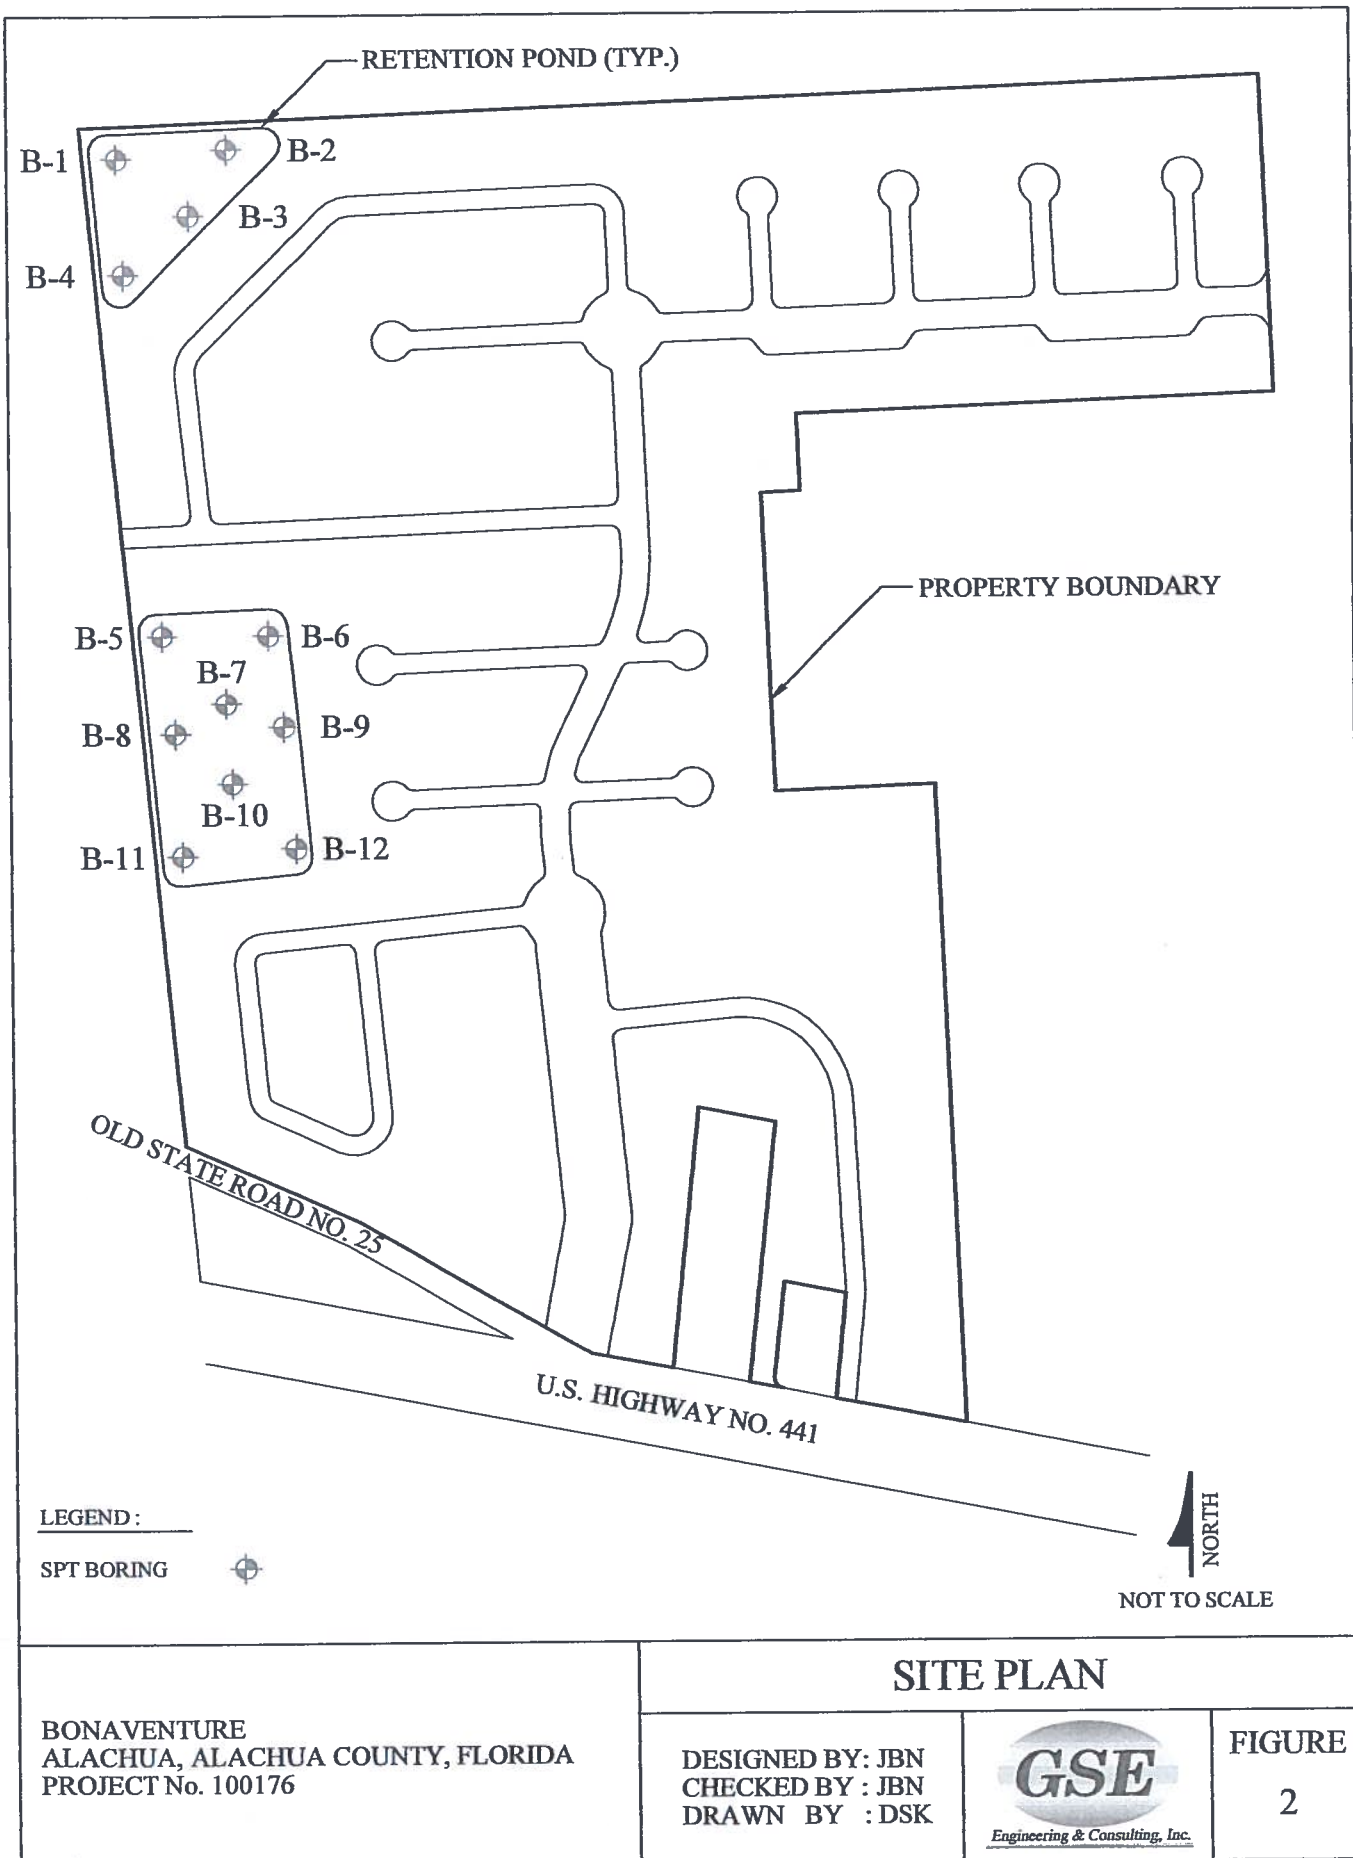 RETENTION POND (TYP.)
B-1
B-2
B-3
B-4
PROPERTY BOUNDARY
B-5
B-6
B-7
B-8
B-9
B-10
B-11
B-12
OLD STATE ROAD NO. 25
U.S. HIGHWAY NO. 441
LEGEND:
SPT BORING
NORTH
NOT TO SCALE
SITE PLAN
BONAVENTURE
ALACHUA, ALACHUA COUNTY, FLORIDA
PROJECT No. 100176
DESIGNED BY: JBN
CHECKED BY : JBN
DRAWN BY : DSK
GSE
Engineering & Consulting, Inc.
FIGURE
2